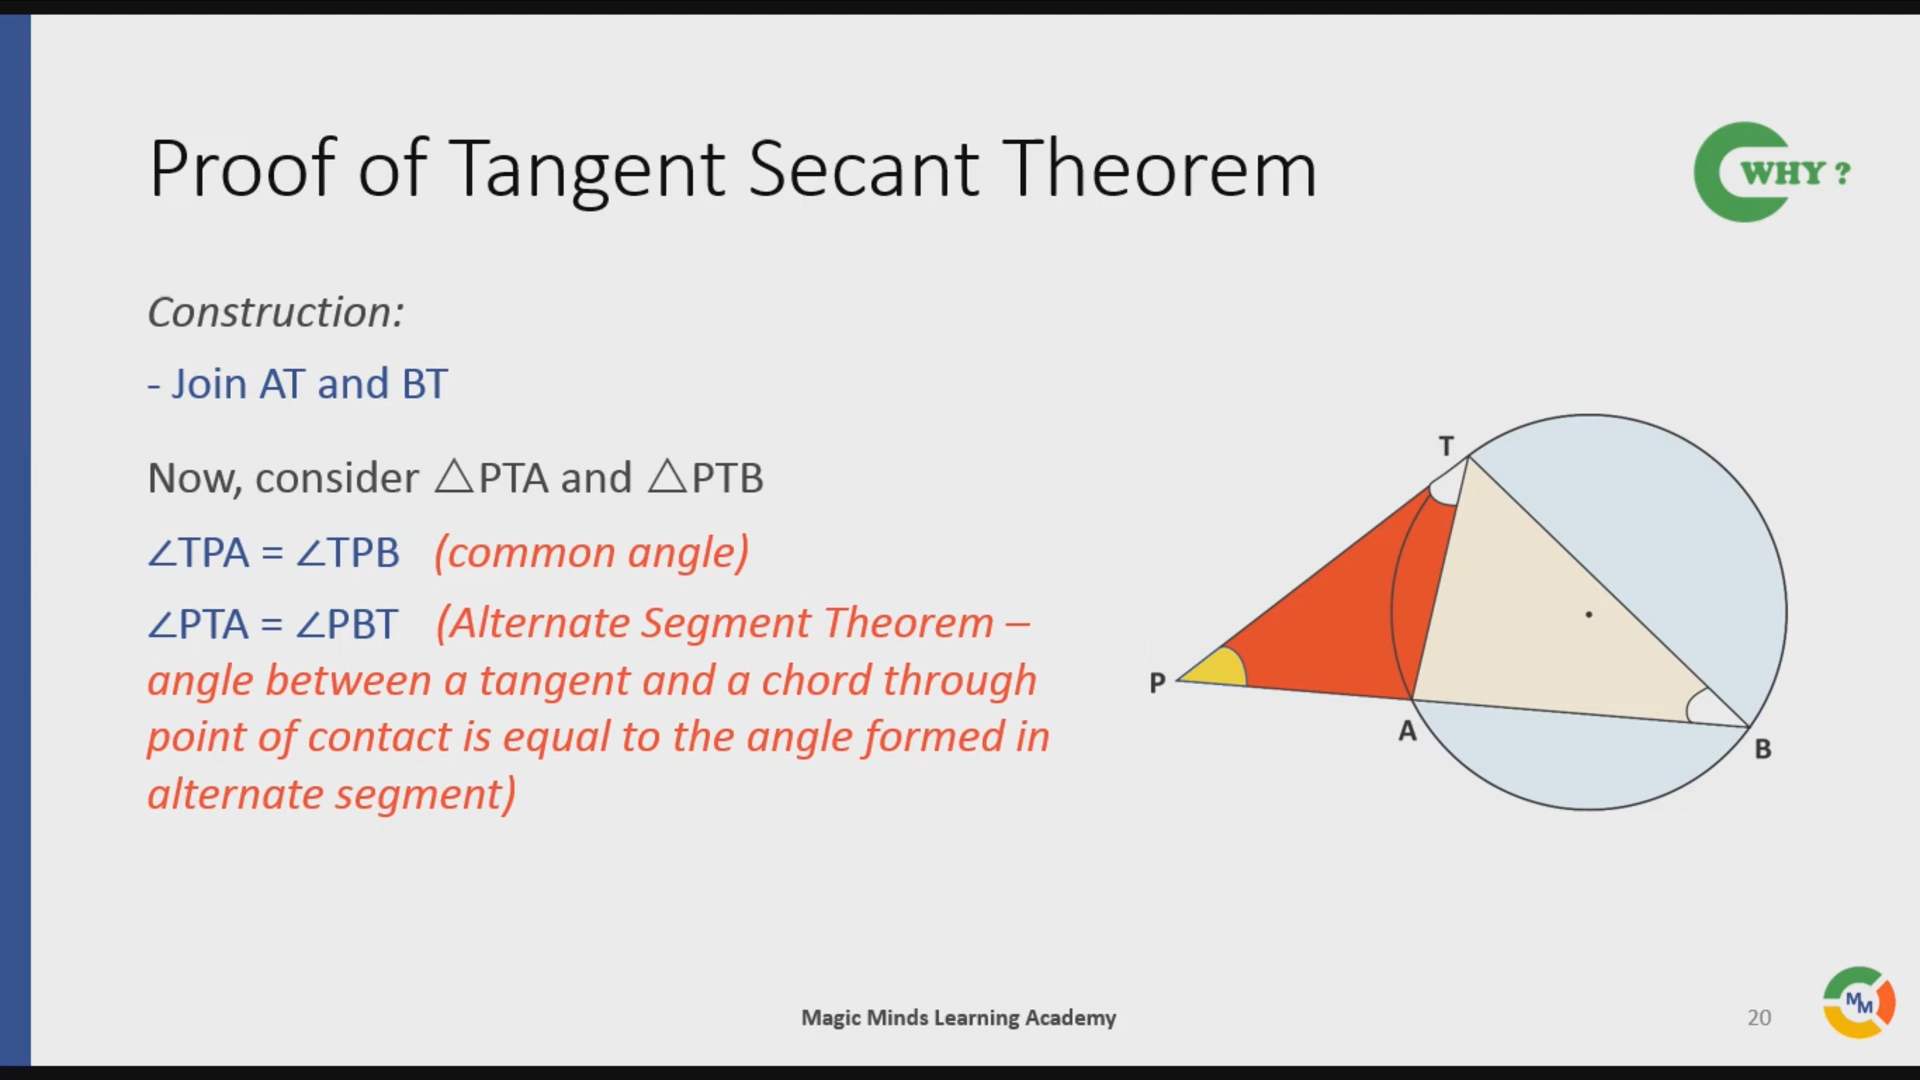 Proof of Tangent Secant Theorem
WHY ?
Construction:
- Join AT and BT
Now, consider △PTA and △PTB
∠TPA = ∠TPB (common angle)
∠PTA = ∠PBT (Alternate Segment Theorem –
angle between a tangent and a chord through
point of contact is equal to the angle formed in
alternate segment)
T
P
A
B
Magic Minds Learning Academy
20
MM